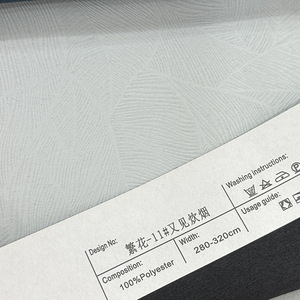 Design No: 繁花-11#又见炊烟
Composition: Width: Washing instructions:
100%Polyester 280-320cm Usage guide: